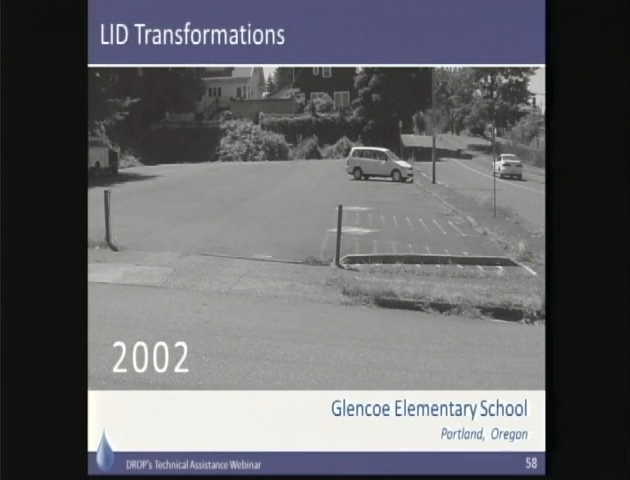 LID Transformations
2002
Glencoe Elementary School
Portland, Oregon
DROP's Technical Assistance Webinar
58